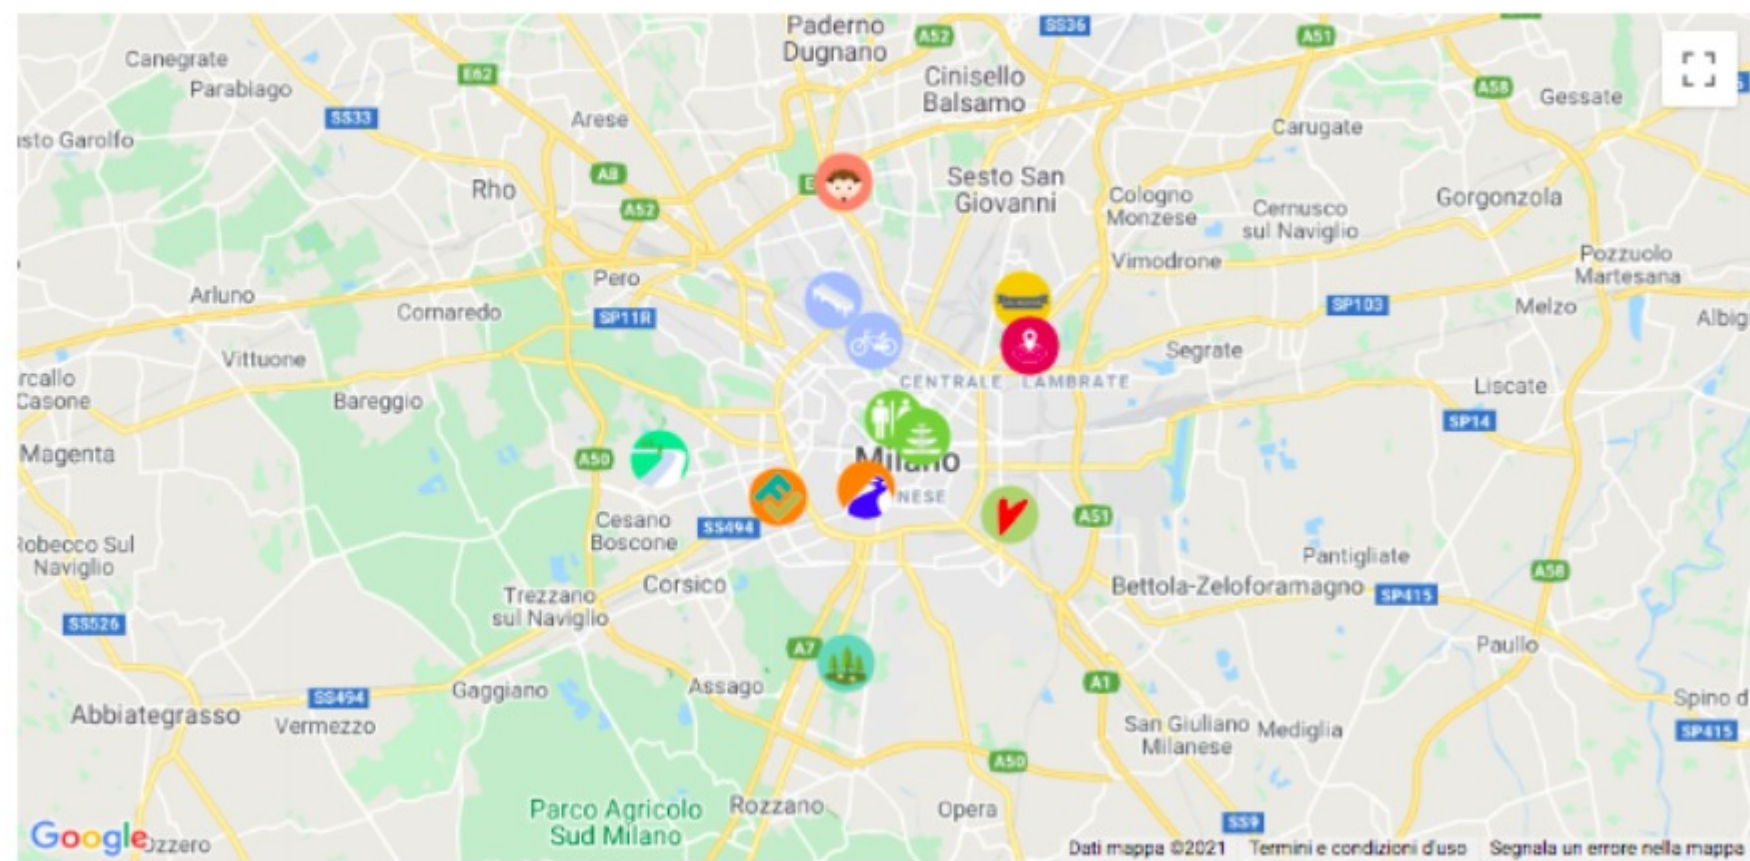 Paderno
Dugnano
A52
SS36
A51
Canegrate
E62
Cinisello
Balsamo
A58
Gessate
Parabiago
SS33
Arese
Carugate
sto Garolfo
A8
Rho
Sesto San
Giovanni
A52
Cologno
Monzese
Cernusco
sul Naviglio
Gorgonzola
Pero
Vimodrone
Pozzuolo
Martesana
Arluno
Cornaredo
SP11R
SP103
Melzo
Albig
Vittuone
Segrate
rcallo
Casone
CENTRALE
LAMBRATE
Liscate
Bareggio
SP14
Magenta
A50
Milano
NESE
Cesano
Boscone
SS494
A51
Robecco Sul
Naviglio
Pantigliate
A58
Corsico
Bettola-Zeloforamagno
SP415
Trezzano
sul Naviglio
SS526
A7
Paullo
Gaggiano
Assago
A1
SS494
Spino d
Abbiategrasso
Vermezzo
San Giuliano
Milanese
Mediglia
SP415
A50
Parco Agricolo
Sud Milano
Rozzano
Opera
SS9
Google
Ozzero
Dati mappa ©2021
Termini e condizioni d'uso
Segnala un errore nella mappa